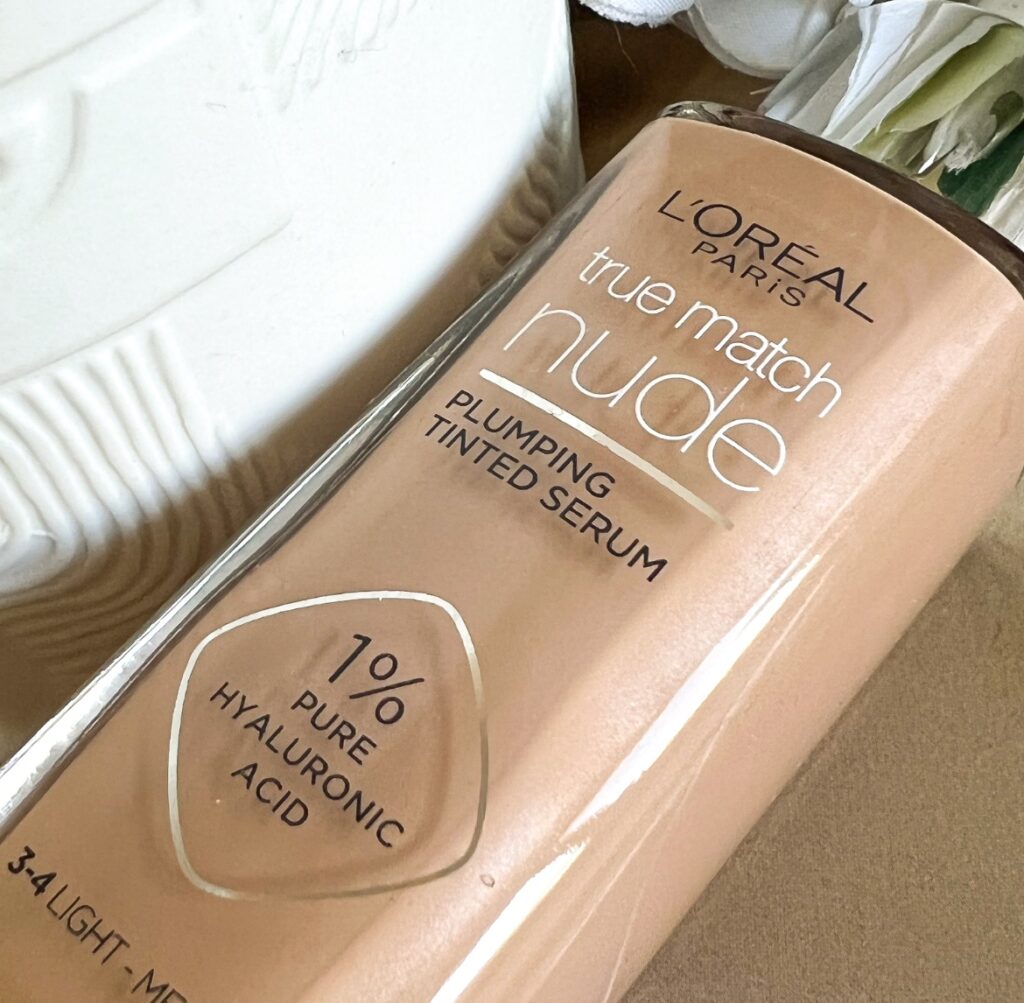 L'ORÉAL
PARiS
true match
nude
PLUMPING
TINTED SERUM
1%
PURE
HYALURONIC
ACID
3-4 LIGHT -